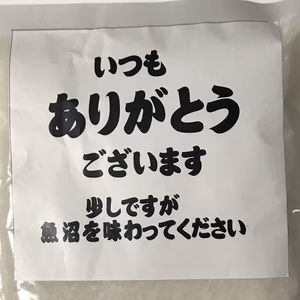 いつも
ありがとう
ございます
少しですが
魚沼を味わってください